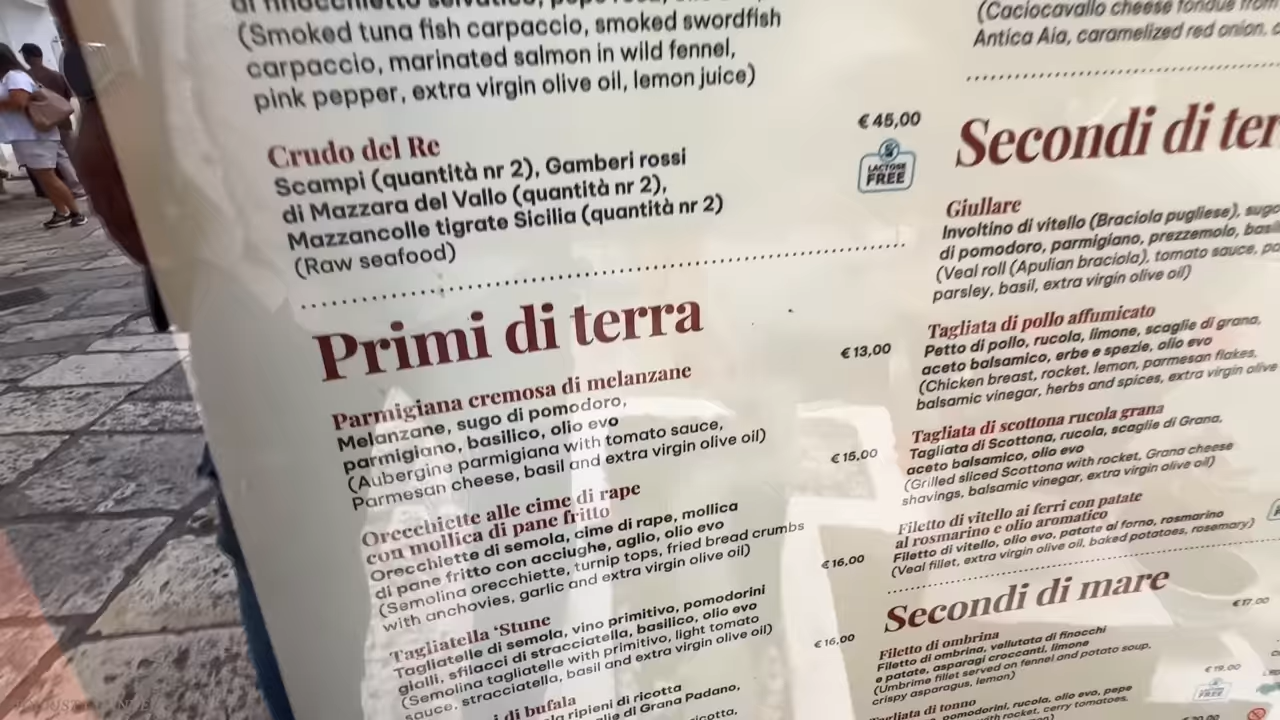 di finocchietto selvatico, pepe rosa,
(Smoked tuna fish carpaccio, smoked swordfish
carpaccio, marinated salmon in wild fennel,
pink pepper, extra virgin olive oil, lemon juice)
€45,00
Crudo del Re
LACTOSE
FREE
Scampi (quantità nr 2), Gamberi rossi
di Mazzara del Vallo (quantità nr 2),
Mazzancolle tigrate Sicilia (quantità nr 2)
(Raw seafood)
Primi di terra
€13,00
Parmigiana cremosa di melanzane
Melanzane, sugo di pomodoro,
parmigiano, basilico, olio evo
(Aubergine parmigiana with tomato sauce,
Parmesan cheese, basil and extra virgin olive oil)
€15,00
Orecchiette alle cime di rape
con mollica di pane fritto
Orecchiette di semola, cime di rape, mollica
di pane fritto con acciughe, aglio, olio evo
(Semolina orecchiette, turnip tops, fried bread crumbs
with anchovies, garlic and extra virgin olive oil)
€16,00
Tagliatella ‘Stune
Tagliatelle di semola, vino primitivo, pomodorini
gialli, sfilacci di stracciatella, basilico, olio evo
(Semolina tagliatelle with primitivo, light tomato
sauce, stracciatella, basil and extra virgin olive oil)
€16,00
di bufala
ripieni di ricotta
di Grana Padano,
(Caciocavallo cheese fondue from
Antica Aia, caramelized red onion,
Secondi di
Giullare
Involtino di vitello (Braciola pugliese),
di pomodoro, parmigiano, prezzemolo,
(Veal roll (Apulian braciola), tomato sauce,
parsley, basil, extra virgin olive oil)
Tagliata di pollo affumicato
Petto di pollo, rucola, limone, scaglie di grana,
aceto balsamico, erbe e spezie, olio evo
(Chicken breast, rocket, lemon, parmesan flakes,
balsamic vinegar, herbs and spices, extra virgin olive
Tagliata di scottona rucola grana
Tagliata di Scottona, rucola, scaglie di Grana,
aceto balsamico, olio evo
(Grilled sliced Scottona with rocket, Grana cheese
shavings, balsamic vinegar, extra virgin olive oil)
Filetto di vitello ai ferri con patate
al rosmarino e olio aromatico
Filetto di vitello, olio evo, patate al forno, rosmarino
(Veal fillet, extra virgin olive oil, baked potatoes, rosemary)
Secondi di mare
€17,00
Filetto di ombrina
Filetto di ombrina, vellutata di finocchi
e patate, asparagi croccanti, limone
(Umbrine fillet served on fennel and potato soup,
crispy asparagus, lemon)
€19,00
LACTOSE
FREE
Tagliata di tonno
pomodorini, rucola, olio evo, pepe
with rocket, cerry tomatoes,